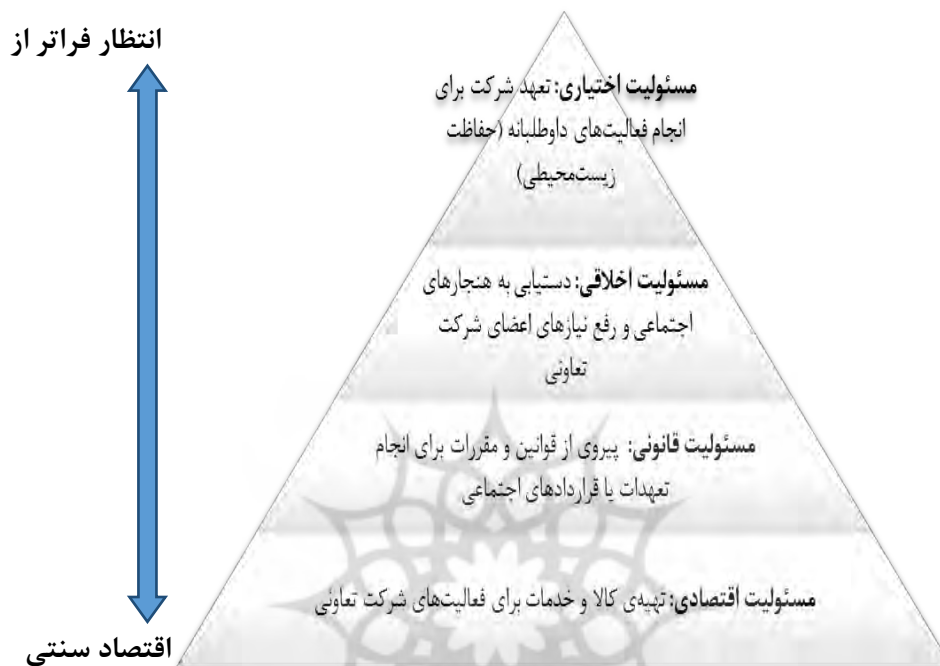 انتظار فراتر از
مسئولیت اختیاری: تعهد شرکت برای
انجام فعالیت‌های داوطلبانه (حفاظت
زیست‌محیطی)
مسئولیت اخلاقی: دستیابی به هنجارهای
اجتماعی و رفع نیازهای اعضای شرکت
تعاونی
مسئولیت قانونی: پیروی از قوانین و مقررات برای انجام
تعهدات یا قراردادهای اجتماعی
مسئولیت اقتصادی: تهیه‌ی کالا و خدمات برای فعالیت‌های شرکت تعاونی
اقتصاد سنتی